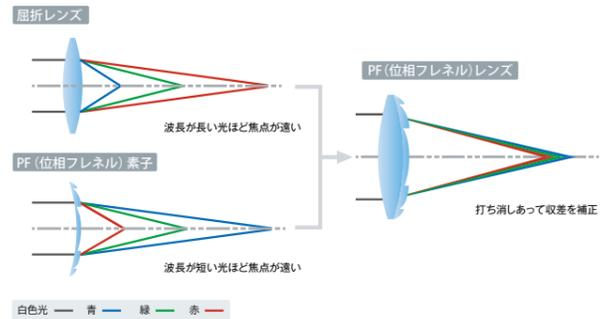 屈折レンズ
波長が長い光ほど焦点が遠い
PF（位相フレネル）素子
波長が短い光ほど焦点が遠い
PF（位相フレネル）レンズ
打ち消しあって収差を補正
白色光 青 緑 赤